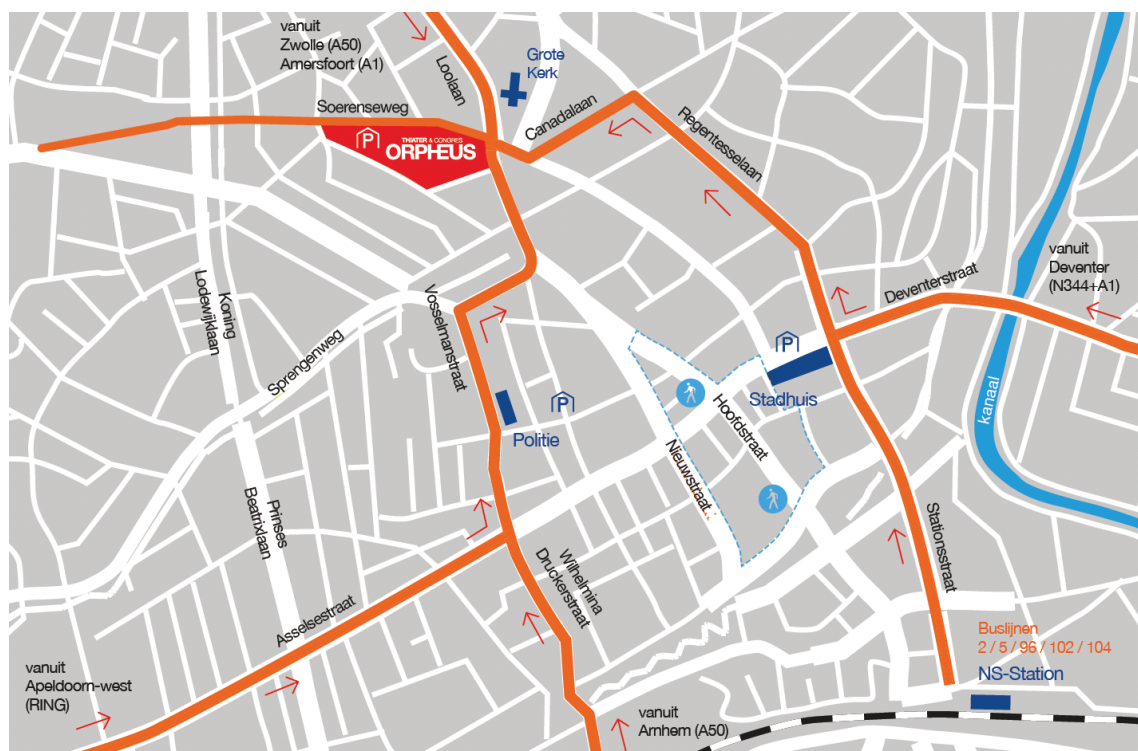 vanuit
Zwolle (A50)
Amersfoort (A1)
Loolaan
Grote
Kerk
Soerenseweg
Canadalaan
Regentesselaan
P
THEATER & CONGRES
ORPHEUS
vanuit
Deventer
(N344+A1)
Deventerstraat
Koning
Lodewijklaan
Vosselmanstraat
Sprengenweg
P
Stadhuis
kanaal
P
Politie
Hoofdstraat
Nieuwstraat
Prinses
Beatrixlaan
Stationsstraat
Wilhelmina
Druckerstraat
Asselsestraat
Buslijnen
2 / 5 / 96 / 102 / 104
NS-Station
vanuit
Apeldoorn-west
(RING)
vanuit
Arnhem (A50)